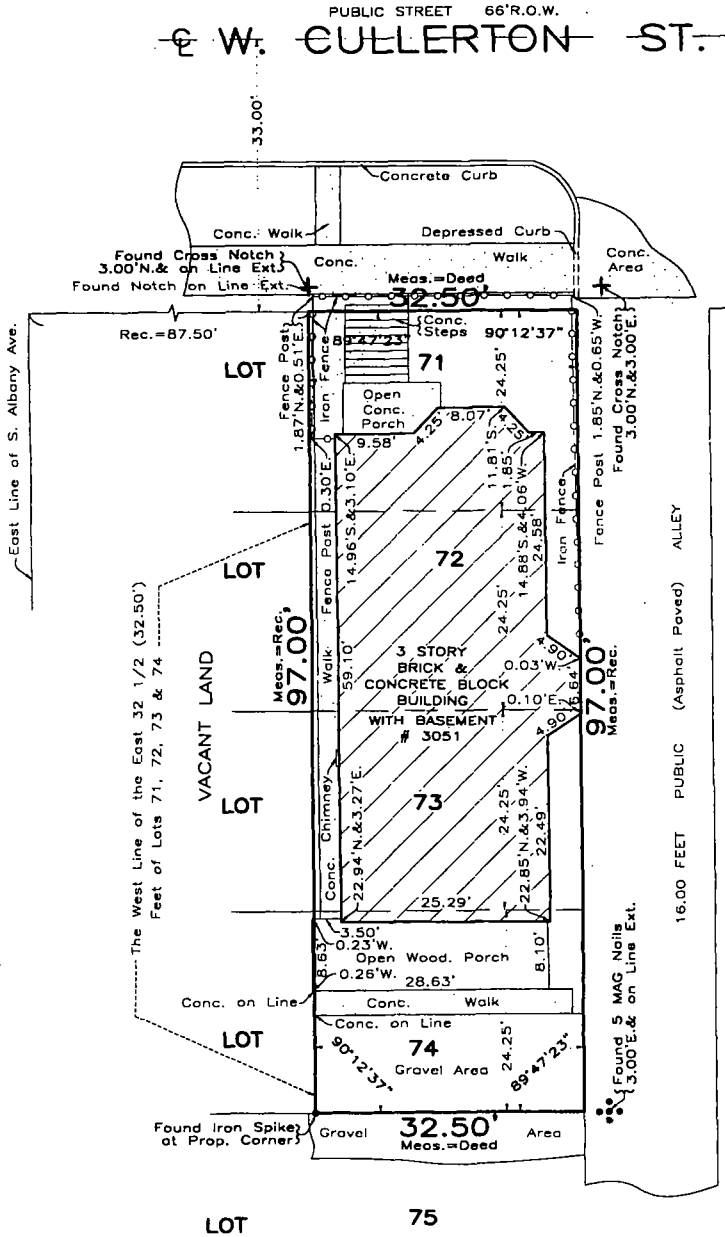 PUBLIC STREET 66'R.O.W.
℄ W. CULLERTON ST.
33.00'
Concrete Curb
Conc. Walk
Depressed Curb
Found Cross Notch
3.00'N.& on Line Ext.
Found Notch on Line Ext.
Conc. Walk
Conc.
Area
Meas.=Deed
32.50'
Rec.=87.50'
East Line of S. Albany Ave.
Fence Post
1.87'N.&0.51'E.
Iron Fence
89°47'23"
Conc.
Steps
90°12'37"
Fence Post 1.85'N.&0.65'W.
Found Cross Notch
3.00'N.&3.00'E.
LOT
71
24.25'
Open
Conc.
Porch
9.58'
4.25'
8.07'
4.25'
11.81'S.
1.85'
Fence Post 0.30'E.
14.96'S.&3.10'E.
14.88'S.&4.06'W.
24.58'
Iron Fence
LOT
72
24.25'
The West Line of the East 32 1/2 (32.50')
Feet of Lots 71, 72, 73 & 74
VACANT LAND
Meas.=Rec.
97.00'
Walk
59.10'
3 STORY
BRICK &
CONCRETE BLOCK
BUILDING
WITH BASEMENT
# 3051
4.90'
0.03'W.
0.10'E.
6.64'
4.90'
97.00'
Meas.=Rec.
16.00 FEET PUBLIC (Asphalt Paved) ALLEY
LOT
73
24.25'
Conc.
Chimney
22.94'N.&3.27'E.
22.85'N.&3.94'W.
22.49'
25.29'
3.50'
0.23'W.
8.63'
Open Wood. Porch
8.10'
0.26'W.
28.63'
Conc. on Line
Conc. Walk
Conc. on Line
LOT
74
24.25'
Gravel Area
90°12'37"
89°47'23"
Found 5 MAG Nails
3.00'E.& on Line Ext.
Found Iron Spike
at Prop. Corner
Gravel Area
32.50'
Meas.=Deed
LOT
75